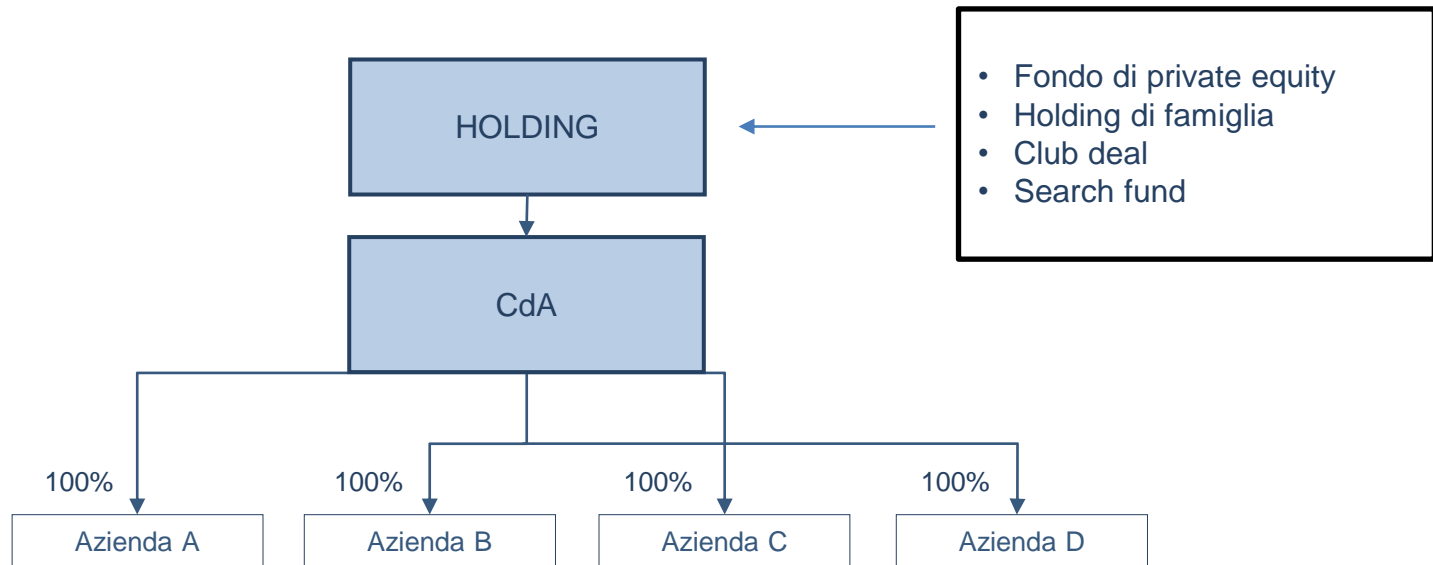 • Fondo di private equity
• Holding di famiglia
• Club deal
• Search fund
HOLDING
CdA
100%
100%
100%
100%
Azienda A
Azienda B
Azienda C
Azienda D